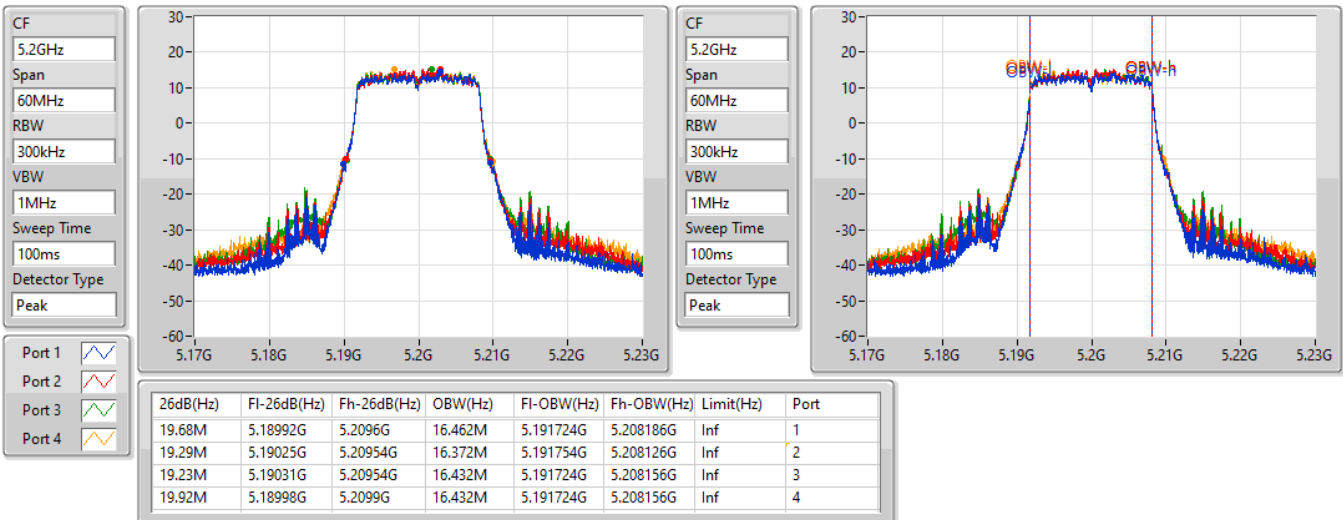 CF
5.2GHz
Span
60MHz
RBW
300kHz
VBW
1MHz
Sweep Time
100ms
Detector Type
Peak
30
20
10
0
-10
-20
-30
-40
-50
-60
5.17G 5.18G 5.19G 5.2G 5.21G 5.22G 5.23G
CF
5.2GHz
Span
60MHz
RBW
300kHz
VBW
1MHz
Sweep Time
100ms
Detector Type
Peak
30
20
10
0
-10
-20
-30
-40
-50
-60
OBW-l OBW-h
5.17G 5.18G 5.19G 5.2G 5.21G 5.22G 5.23G
Port 1
Port 2
Port 3
Port 4
26dB(Hz) Fl-26dB(Hz) Fh-26dB(Hz) OBW(Hz) Fl-OBW(Hz) Fh-OBW(Hz) Limit(Hz) Port
19.68M 5.18992G 5.2096G 16.462M 5.191724G 5.208186G Inf 1
19.29M 5.19025G 5.20954G 16.372M 5.191754G 5.208126G Inf 2
19.23M 5.19031G 5.20954G 16.432M 5.191724G 5.208156G Inf 3
19.92M 5.18998G 5.2099G 16.432M 5.191724G 5.208156G Inf 4